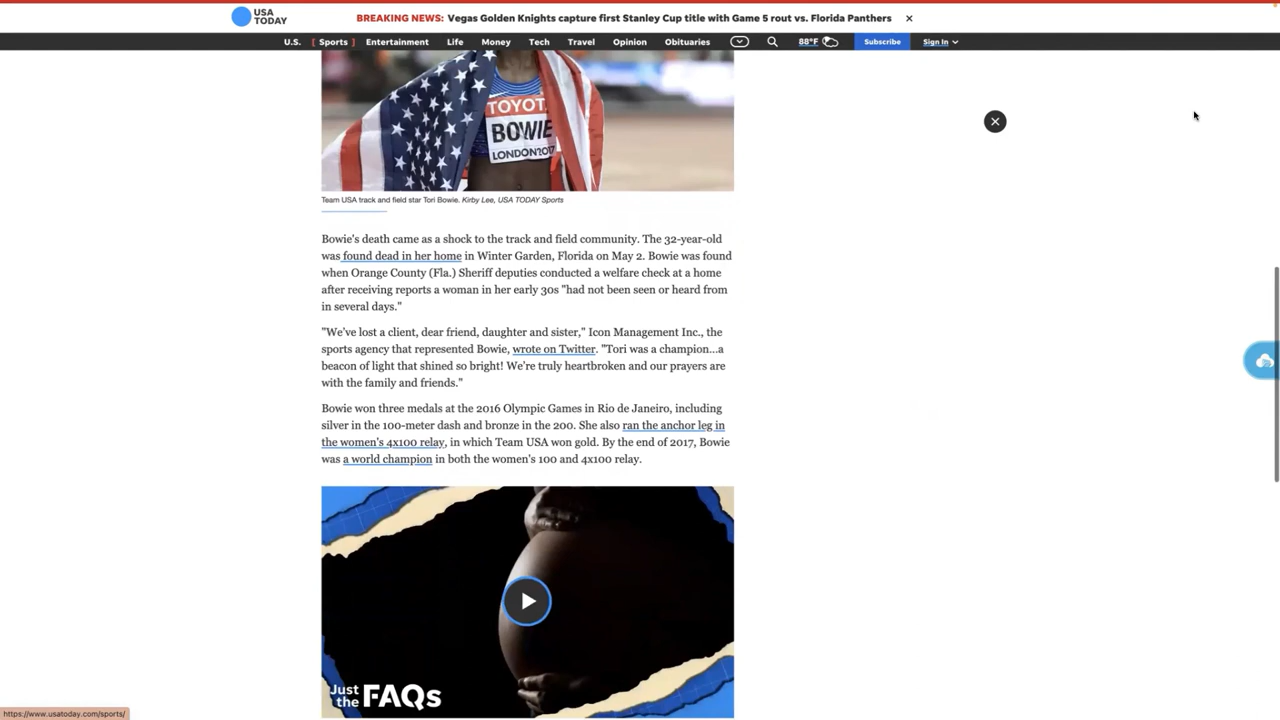 USA
TODAY
BREAKING NEWS: Vegas Golden Knights capture first Stanley Cup title with Game 5 rout vs. Florida Panthers
U.S. Sports Entertainment Life Money Tech Travel Opinion Obituaries 88°F Subscribe Sign In
TOYOT
BOWIE
LONDON2017
Team USA track and field star Tori Bowie. Kirby Lee, USA TODAY Sports
Bowie's death came as a shock to the track and field community. The 32-year-old
was found dead in her home in Winter Garden, Florida on May 2. Bowie was found
when Orange County (Fla.) Sheriff deputies conducted a welfare check at a home
after receiving reports a woman in her early 30s "had not been seen or heard from
in several days."
"We've lost a client, dear friend, daughter and sister," Icon Management Inc., the
sports agency that represented Bowie, wrote on Twitter. "Tori was a champion...a
beacon of light that shined so bright! We're truly heartbroken and our prayers are
with the family and friends."
Bowie won three medals at the 2016 Olympic Games in Rio de Janeiro, including
silver in the 100-meter dash and bronze in the 200. She also ran the anchor leg in
the women's 4x100 relay, in which Team USA won gold. By the end of 2017, Bowie
was a world champion in both the women's 100 and 4x100 relay.
Just
the FAQs
https://www.usatoday.com/sports/